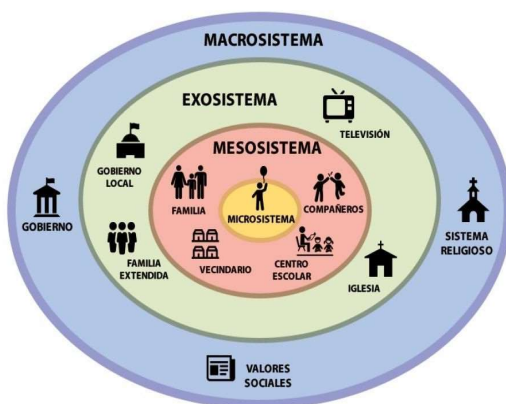 MACROSISTEMA
EXOSISTEMA
TELEVISIÓN
GOBIERNO
LOCAL
MESOSISTEMA
FAMILIA
COMPAÑEROS
MICROSISTEMA
GOBIERNO
SISTEMA
RELIGIOSO
FAMILIA
EXTENDIDA
VECINDARIO
CENTRO
ESCOLAR
IGLESIA
VALORES
SOCIALES